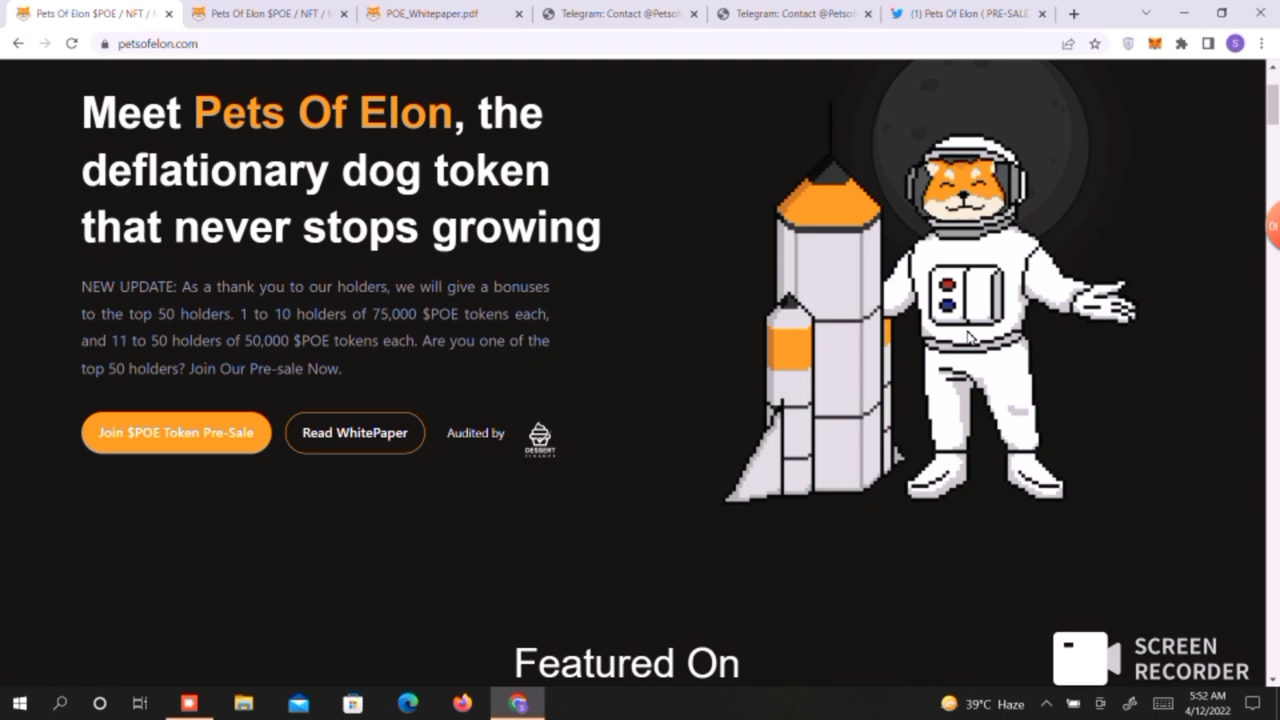 Pets Of Elon $POE / NFT /
Pets Of Elon $POE / NFT /
POE_Whitepaper.pdf
Telegram: Contact @Petsof
Telegram: Contact @Petsof
(1) Pets Of Elon ( PRE-SALE
petsofelon.com
S
Meet Pets Of Elon, the
deflationary dog token
that never stops growing
NEW UPDATE: As a thank you to our holders, we will give a bonuses
to the top 50 holders. 1 to 10 holders of 75,000 $POE tokens each,
and 11 to 50 holders of 50,000 $POE tokens each. Are you one of the
top 50 holders? Join Our Pre-sale Now.
Join $POE Token Pre-Sale
Read WhitePaper
Audited by
DESSERT
FINANCE
Featured On
SCREEN
RECORDER
39°C Haze
5:52 AM
4/12/2022